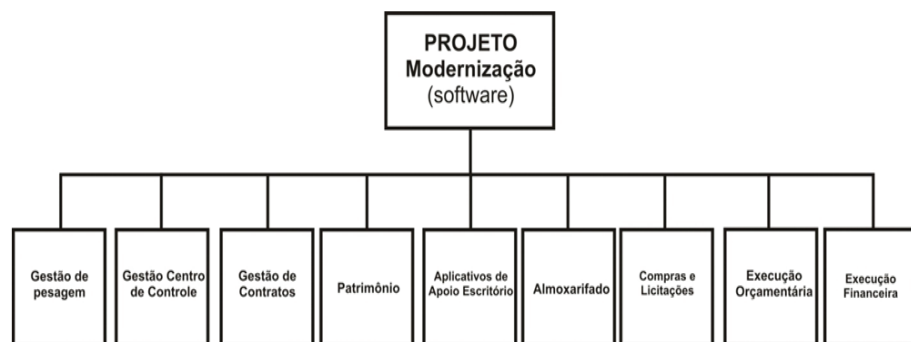 PROJETO
Modernização
(software)
Gestão de
pesagem
Gestão Centro
de Controle
Gestão de
Contratos
Patrimônio
Aplicativos de
Apoio Escritório
Almoxarifado
Compras e
Licitações
Execução
Orçamentária
Execução
Financeira